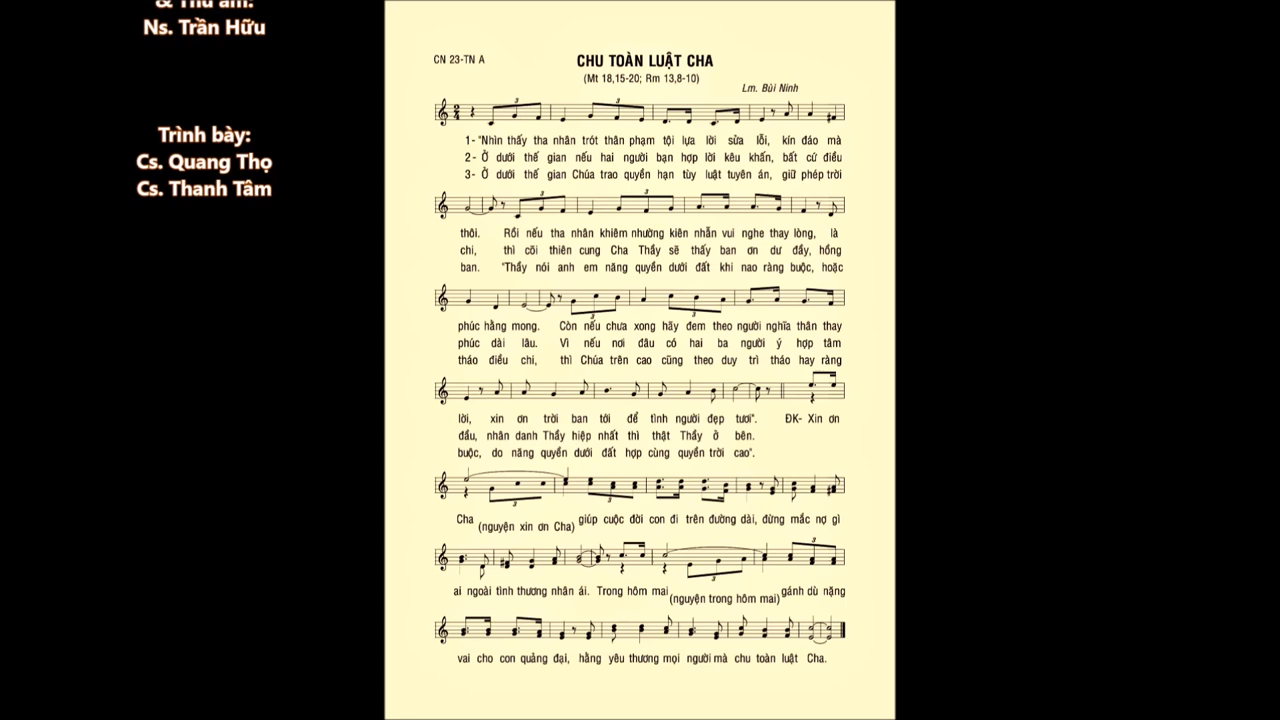 & Thu âm:
Ns. Trần Hữu
Trình bày:
Cs. Quang Thọ
Cs. Thanh Tâm
CN 23-TN A
CHU TOÀN LUẬT CHA
(Mt 18,15-20; Rm 13,8-10)
Lm. Bùi Ninh
1- "Nhìn thấy tha nhân trót thân phạm tội lựa lời sửa lỗi, kín đáo mà
2- Ở dưới thế gian nếu hai người bạn hợp lời kêu khấn, bất cứ điều
3- Ở dưới thế gian Chúa trao quyền hạn tùy luật tuyên án, giữ phép trời
thôi. Rồi nếu tha nhân khiêm nhường kiên nhẫn vui nghe thay lòng, là
chi, thì cõi thiên cung Cha Thầy sẽ thấy ban ơn dư đầy, hồng
ban. "Thầy nói anh em năng quyền dưới đất khi nao ràng buộc, hoặc
phúc hằng mong. Còn nếu chưa xong hãy đem theo người nghĩa thân thay
phúc dài lâu. Vì nếu nơi đâu có hai ba người ý hợp tâm
tháo điều chi, thì Chúa trên cao cũng theo duy trì tháo hay ràng
lời, xin ơn trời ban tới để tình người đẹp tươi". ĐK- Xin ơn
đầu, nhân danh Thầy hiệp nhất thì thật Thầy ở bên.
buộc, do năng quyền dưới đất hợp cùng quyền trời cao".
Cha (nguyện xin ơn Cha) giúp cuộc đời con đi trên đường dài, đừng mắc nợ gì
ai ngoài tình thương nhân ái. Trong hôm mai (nguyện trong hôm mai) gánh dù nặng
vai cho con quảng đại, hằng yêu thương mọi người mà chu toàn luật Cha.